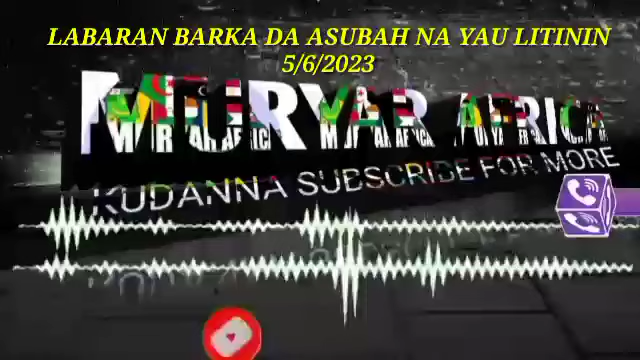 LABARAN BARKA DA ASUBAH NA YAU LITININ
5/6/2023
MURYAR AFRICA
KUDANNA SUBSCRIBE FOR MORE